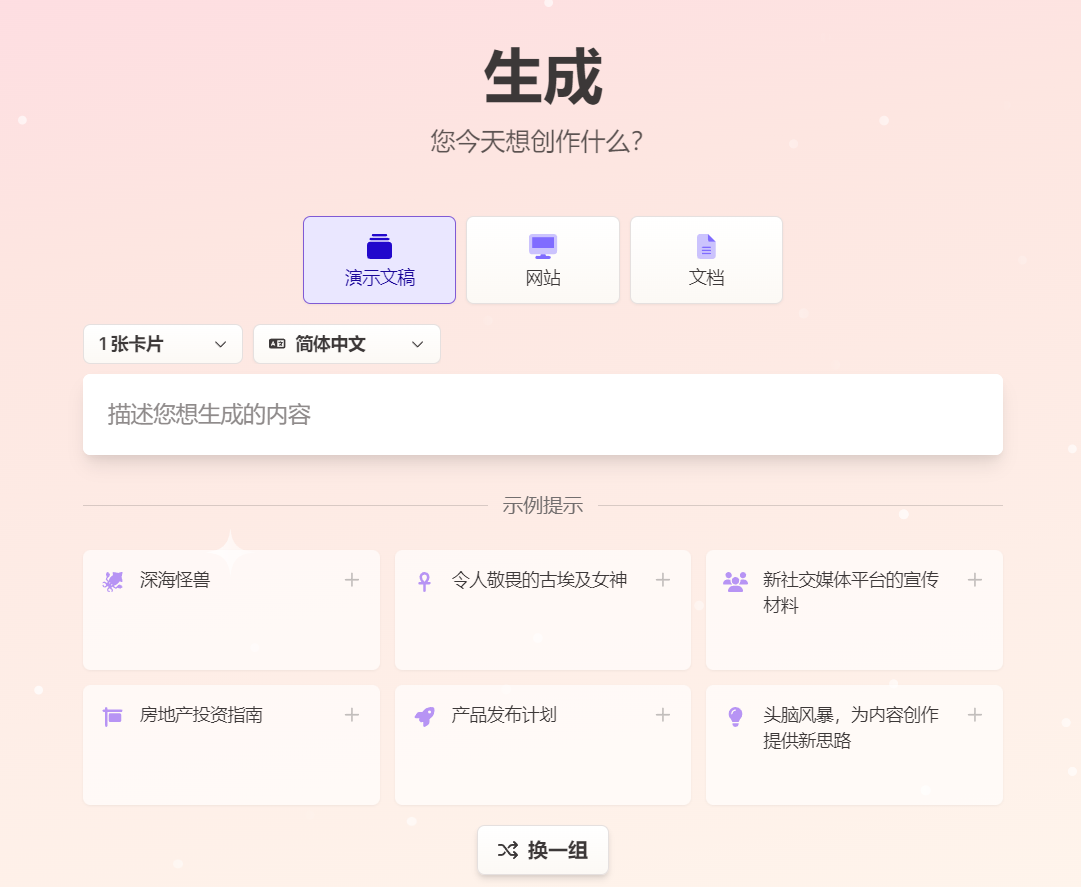 生成
您今天想创作什么？
演示文稿
网站
文档
1 张卡片
简体中文
描述您想生成的内容
示例提示
深海怪兽
令人敬畏的古埃及女神
新社交媒体平台的宣传
材料
房地产投资指南
产品发布计划
头脑风暴，为内容创作
提供新思路
换一组